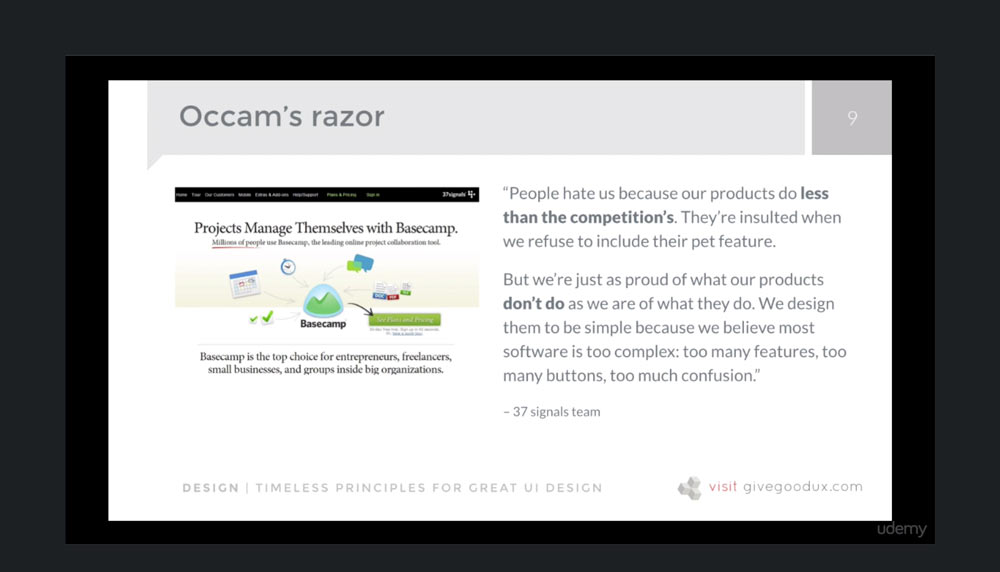 Occam's razor
9
Home Tour Our Customers Mobile Extras & Add-ons Help/Support Plans & Pricing Sign in 37signals
Projects Manage Themselves with Basecamp.
Millions of people use Basecamp, the leading online project collaboration tool.
DOC PDF
Basecamp
See Plans and Pricing
Basecamp is the top choice for entrepreneurs, freelancers,
small businesses, and groups inside big organizations.
“People hate us because our products do less
than the competition's. They're insulted when
we refuse to include their pet feature.
But we're just as proud of what our products
don't do as we are of what they do. We design
them to be simple because we believe most
software is too complex: too many features, too
many buttons, too much confusion.”
– 37 signals team
DESIGN | TIMELESS PRINCIPLES FOR GREAT UI DESIGN
visit givegoodux.com
udemy